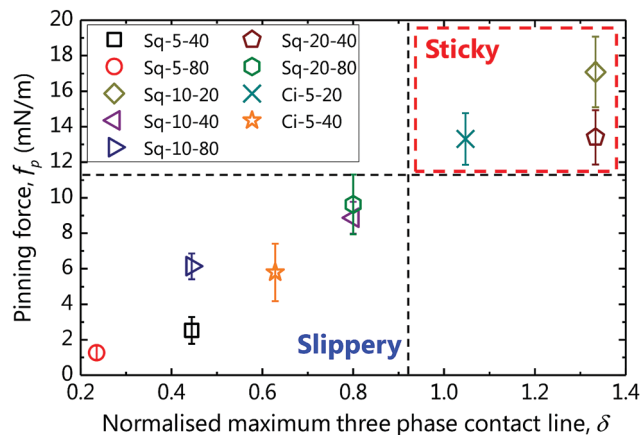 Pinning force, fp (mN/m)
20
18
16
14
12
10
8
6
4
2
0
Sq-5-40
Sq-20-40
Sq-5-80
Sq-20-80
Sq-10-20
Ci-5-20
Sq-10-40
Ci-5-40
Sq-10-80
Sticky
Slippery
0.2 0.4 0.6 0.8 1.0 1.2 1.4
Normalised maximum three phase contact line, δ